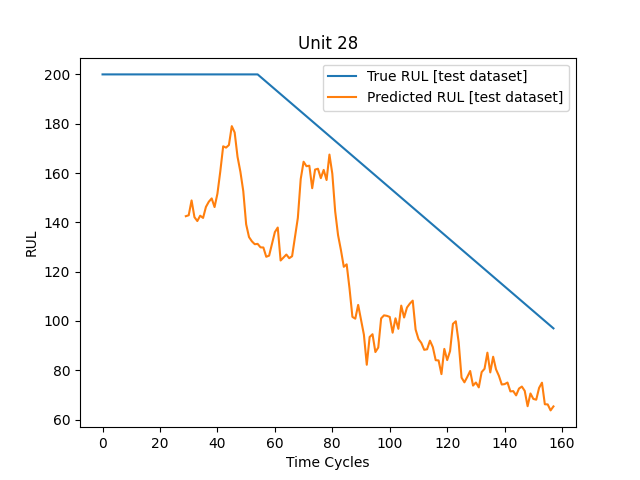 Unit 28
True RUL [test dataset]
Predicted RUL [test dataset]
200
180
160
140
120
100
80
60
RUL
0 20 40 60 80 100 120 140 160
Time Cycles